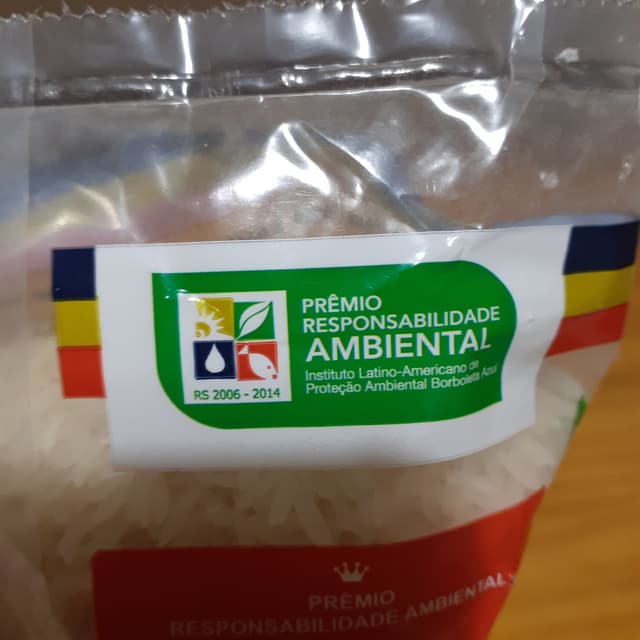 PRÊMIO
RESPONSABILIDADE
AMBIENTAL
Instituto Latino-Americano de
Proteção Ambiental Borboleta Azul
RS 2006 - 2014
PRÊMIO
RESPONSABILIDADE AMBIENTAL